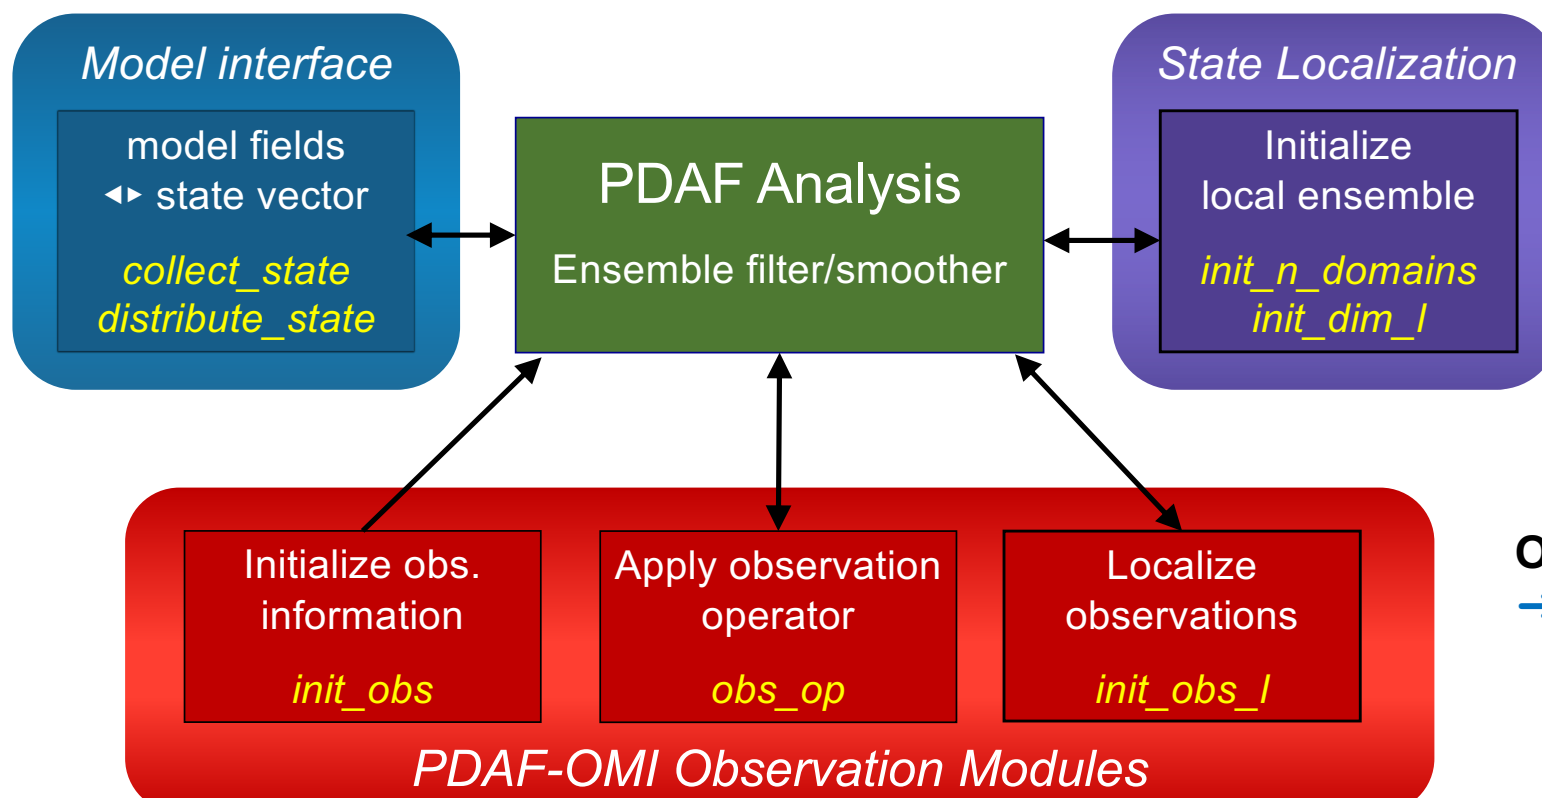 Model interface
model fields
◂▸ state vector
collect_state
distribute_state
PDAF Analysis
Ensemble filter/smoother
State Localization
Initialize
local ensemble
init_n_domains
init_dim_l
Initialize obs.
information
init_obs
Apply observation
operator
obs_op
Localize
observations
init_obs_l
PDAF-OMI Observation Modules